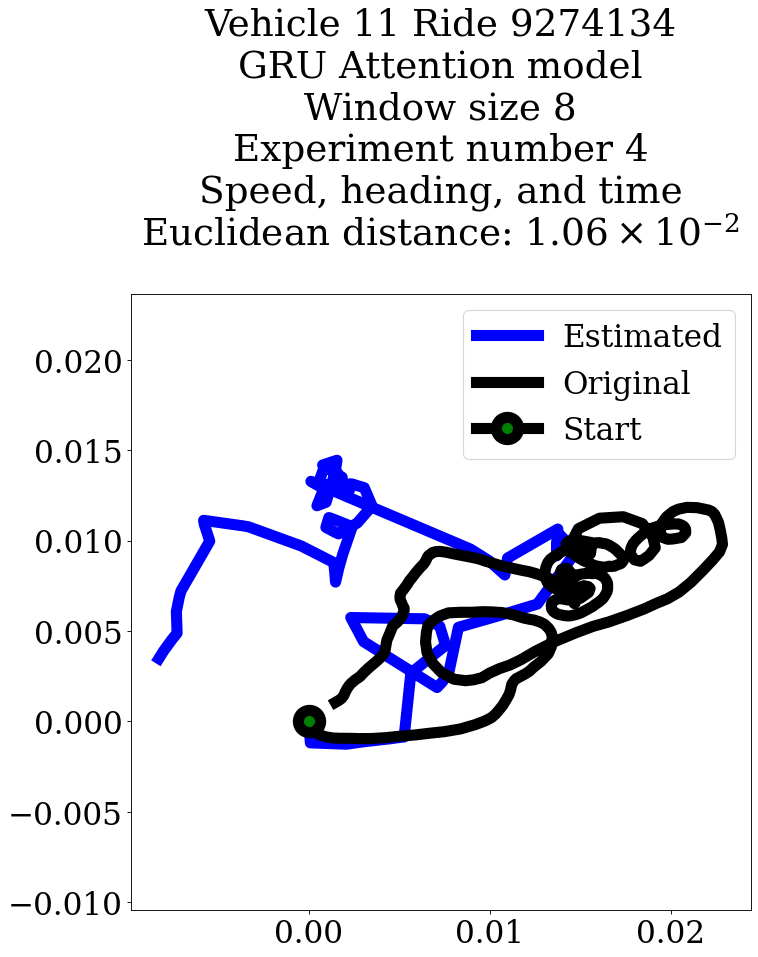 Vehicle 11 Ride 9274134
GRU Attention model
Window size 8
Experiment number 4
Speed, heading, and time
Euclidean distance: 1.06 × 10⁻²
Estimated
Original
Start
0.020
0.015
0.010
0.005
0.000
−0.005
−0.010
0.00 0.01 0.02